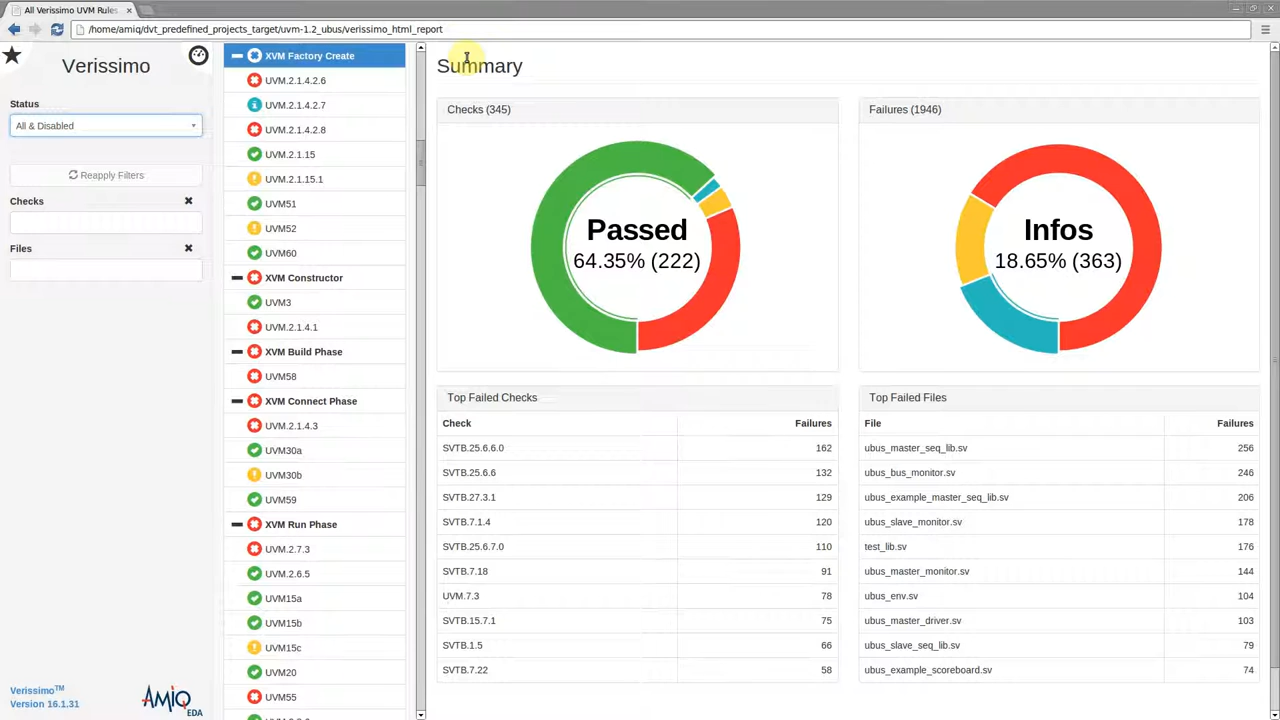 All Verissimo UVM Rules
/home/amiq/dvt_predefined_projects_target/uvm-1.2_ubus/verissimo_html_report
Verissimo
Status
All & Disabled
Reapply Filters
Checks
Files
Verissimo™
Version 16.1.31
AMIQ
EDA
XVM Factory Create
UVM.2.1.4.2.6
UVM.2.1.4.2.7
UVM.2.1.4.2.8
UVM.2.1.15
UVM.2.1.15.1
UVM51
UVM52
UVM60
XVM Constructor
UVM3
UVM.2.1.4.1
XVM Build Phase
UVM58
XVM Connect Phase
UVM.2.1.4.3
UVM30a
UVM30b
UVM59
XVM Run Phase
UVM.2.7.3
UVM.2.6.5
UVM15a
UVM15b
UVM15c
UVM20
UVM55
Summary
Checks (345)
Passed
64.35% (222)
Failures (1946)
Infos
18.65% (363)
Top Failed Checks
Check Failures
SVTB.25.6.6.0 162
SVTB.25.6.6 132
SVTB.27.3.1 129
SVTB.7.1.4 120
SVTB.25.6.7.0 110
SVTB.7.18 91
UVM.7.3 78
SVTB.15.7.1 75
SVTB.1.5 66
SVTB.7.22 58
Top Failed Files
File Failures
ubus_master_seq_lib.sv 256
ubus_bus_monitor.sv 246
ubus_example_master_seq_lib.sv 206
ubus_slave_monitor.sv 178
test_lib.sv 176
ubus_master_monitor.sv 144
ubus_env.sv 104
ubus_master_driver.sv 103
ubus_slave_seq_lib.sv 79
ubus_example_scoreboard.sv 74